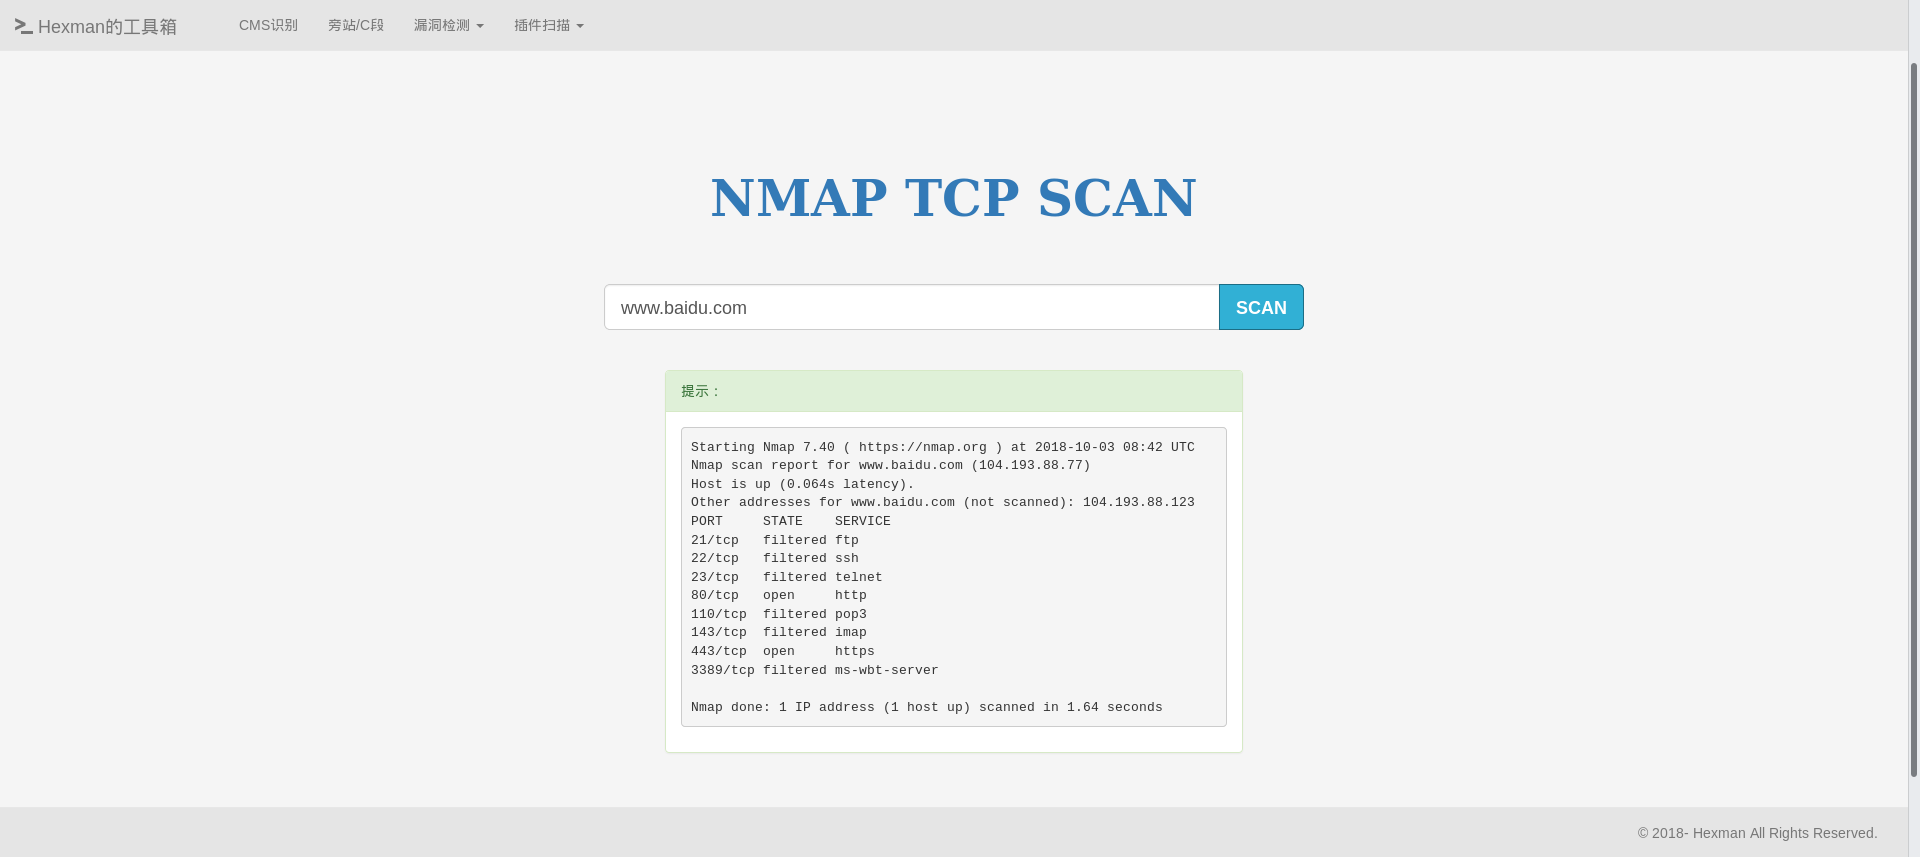 Hexman的工具箱 CMS识别 旁站/C段 漏洞检测 插件扫描
NMAP TCP SCAN
www.baidu.com SCAN
提示：
Starting Nmap 7.40 ( https://nmap.org ) at 2018-10-03 08:42 UTC
Nmap scan report for www.baidu.com (104.193.88.77)
Host is up (0.064s latency).
Other addresses for www.baidu.com (not scanned): 104.193.88.123
PORT     STATE    SERVICE
21/tcp   filtered ftp
22/tcp   filtered ssh
23/tcp   filtered telnet
80/tcp   open     http
110/tcp  filtered pop3
143/tcp  filtered imap
443/tcp  open     https
3389/tcp filtered ms-wbt-server
Nmap done: 1 IP address (1 host up) scanned in 1.64 seconds
© 2018- Hexman All Rights Reserved.